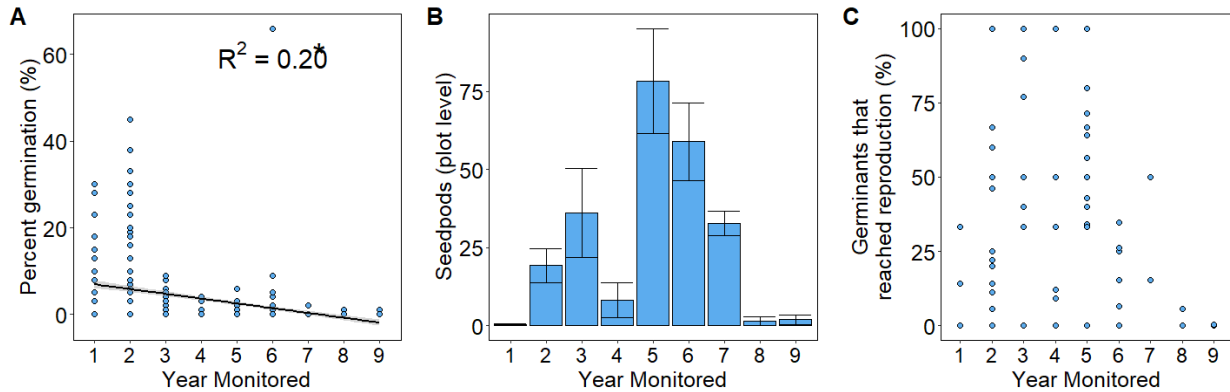 A
Percent germination (%)
60
40
20
0
R² = 0.20*
1 2 3 4 5 6 7 8 9
Year Monitored
B
Seedpods (plot level)
75
50
25
0
1 2 3 4 5 6 7 8 9
Year Monitored
C
Germinants that
reached reproduction (%)
100
75
50
25
0
1 2 3 4 5 6 7 8 9
Year Monitored